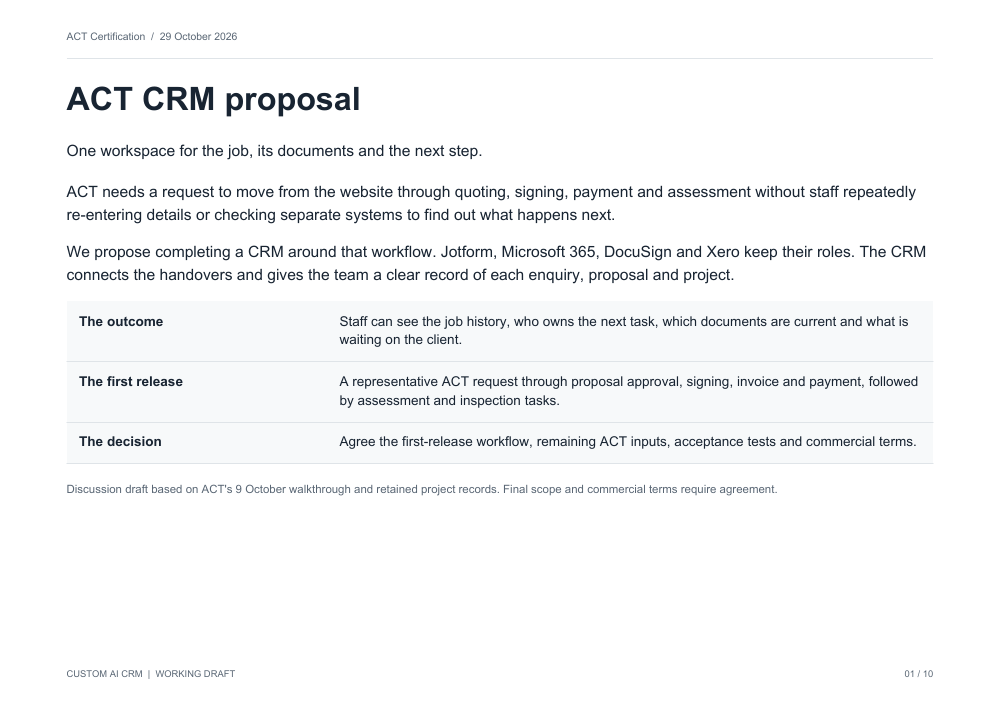 ACT Certification / 29 October 2026
ACT CRM proposal
One workspace for the job, its documents and the next step.
ACT needs a request to move from the website through quoting, signing, payment and assessment without staff repeatedly
re-entering details or checking separate systems to find out what happens next.
We propose completing a CRM around that workflow. Jotform, Microsoft 365, DocuSign and Xero keep their roles. The CRM
connects the handovers and gives the team a clear record of each enquiry, proposal and project.
The outcome
Staff can see the job history, who owns the next task, which documents are current and what is
waiting on the client.
The first release
A representative ACT request through proposal approval, signing, invoice and payment, followed
by assessment and inspection tasks.
The decision
Agree the first-release workflow, remaining ACT inputs, acceptance tests and commercial terms.
Discussion draft based on ACT's 9 October walkthrough and retained project records. Final scope and commercial terms require agreement.
CUSTOM AI CRM | WORKING DRAFT
01 / 10